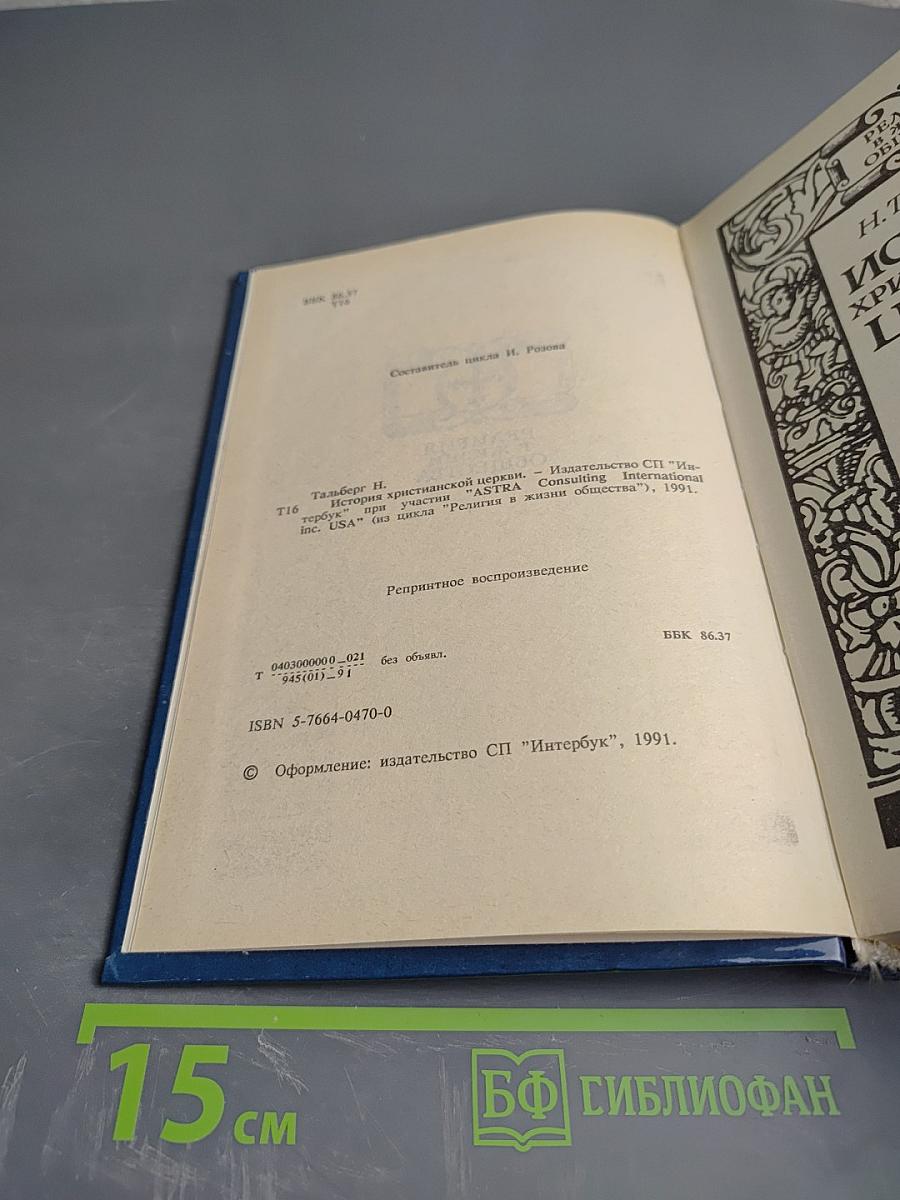 ББК 86.37
Т16
Составитель цикла И. Розова
Тальберг Н.
Т16 История христианской церкви. – Издательство СП "Ин-
тербук" при участии "ASTRA Consulting International
inc. USA" (из цикла "Религия в жизни общества"), 1991.
Репринтное воспроизведение
ББК 86.37
Т 0403000000–021 без объявл.
945(01)–91
ISBN 5-7664-0470-0
© Оформление: издательство СП "Интербук", 1991.
Н. Т
ИС
ХРИ
Ц
15 см
БФ БИБЛИОФАН